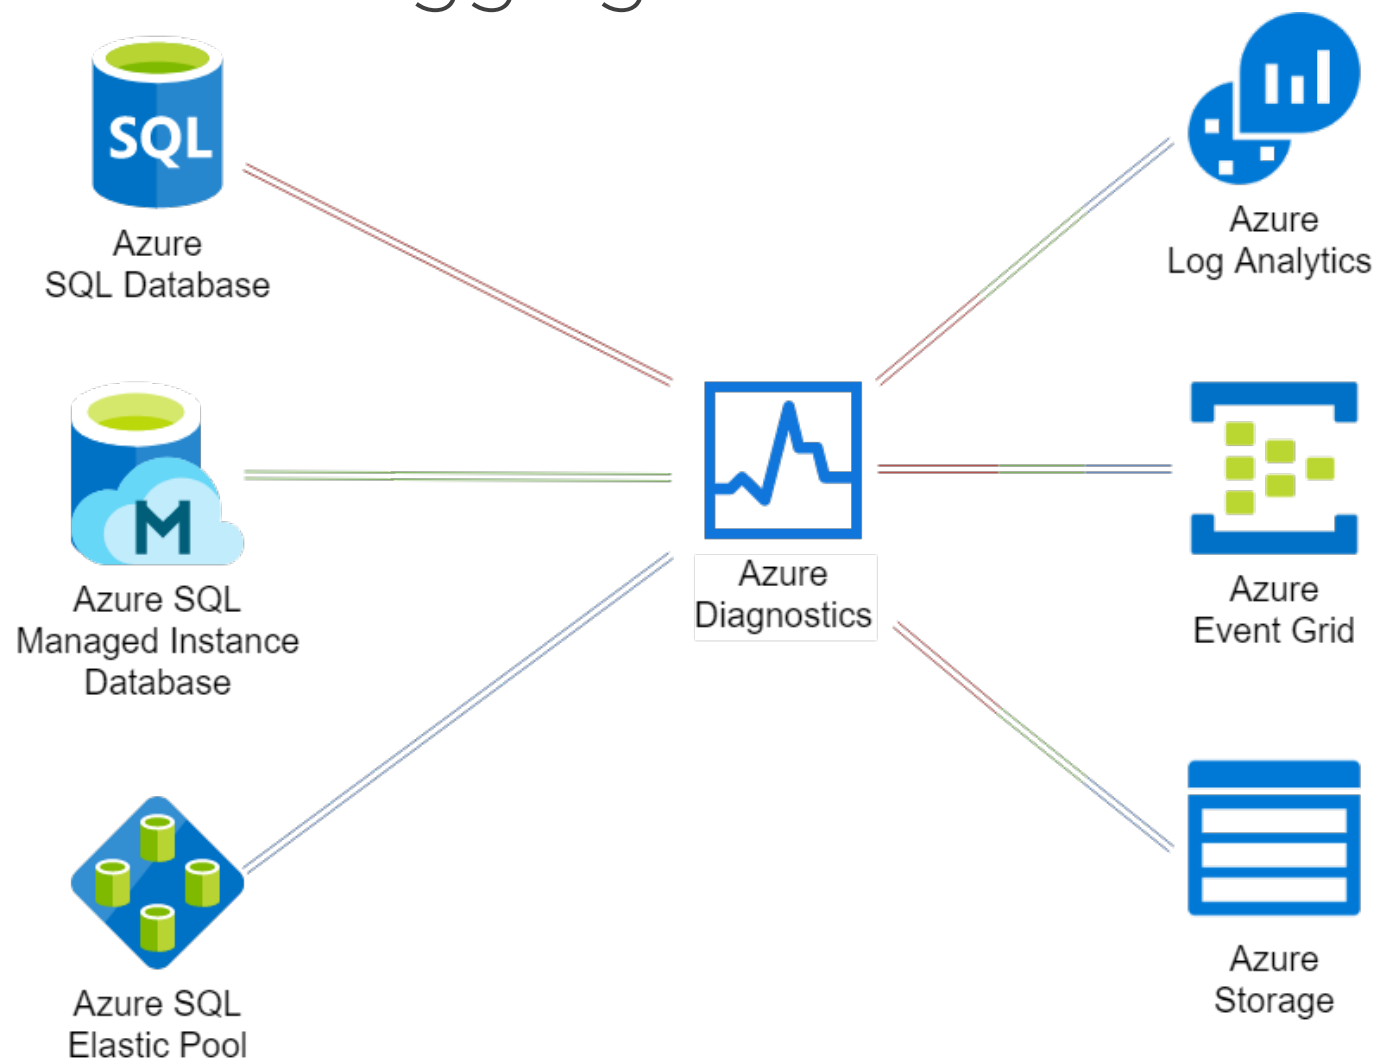 SQL
Azure
SQL Database
Azure
Log Analytics
M
Azure SQL
Managed Instance
Database
Azure
Diagnostics
Azure
Event Grid
Azure SQL
Elastic Pool
Azure
Storage